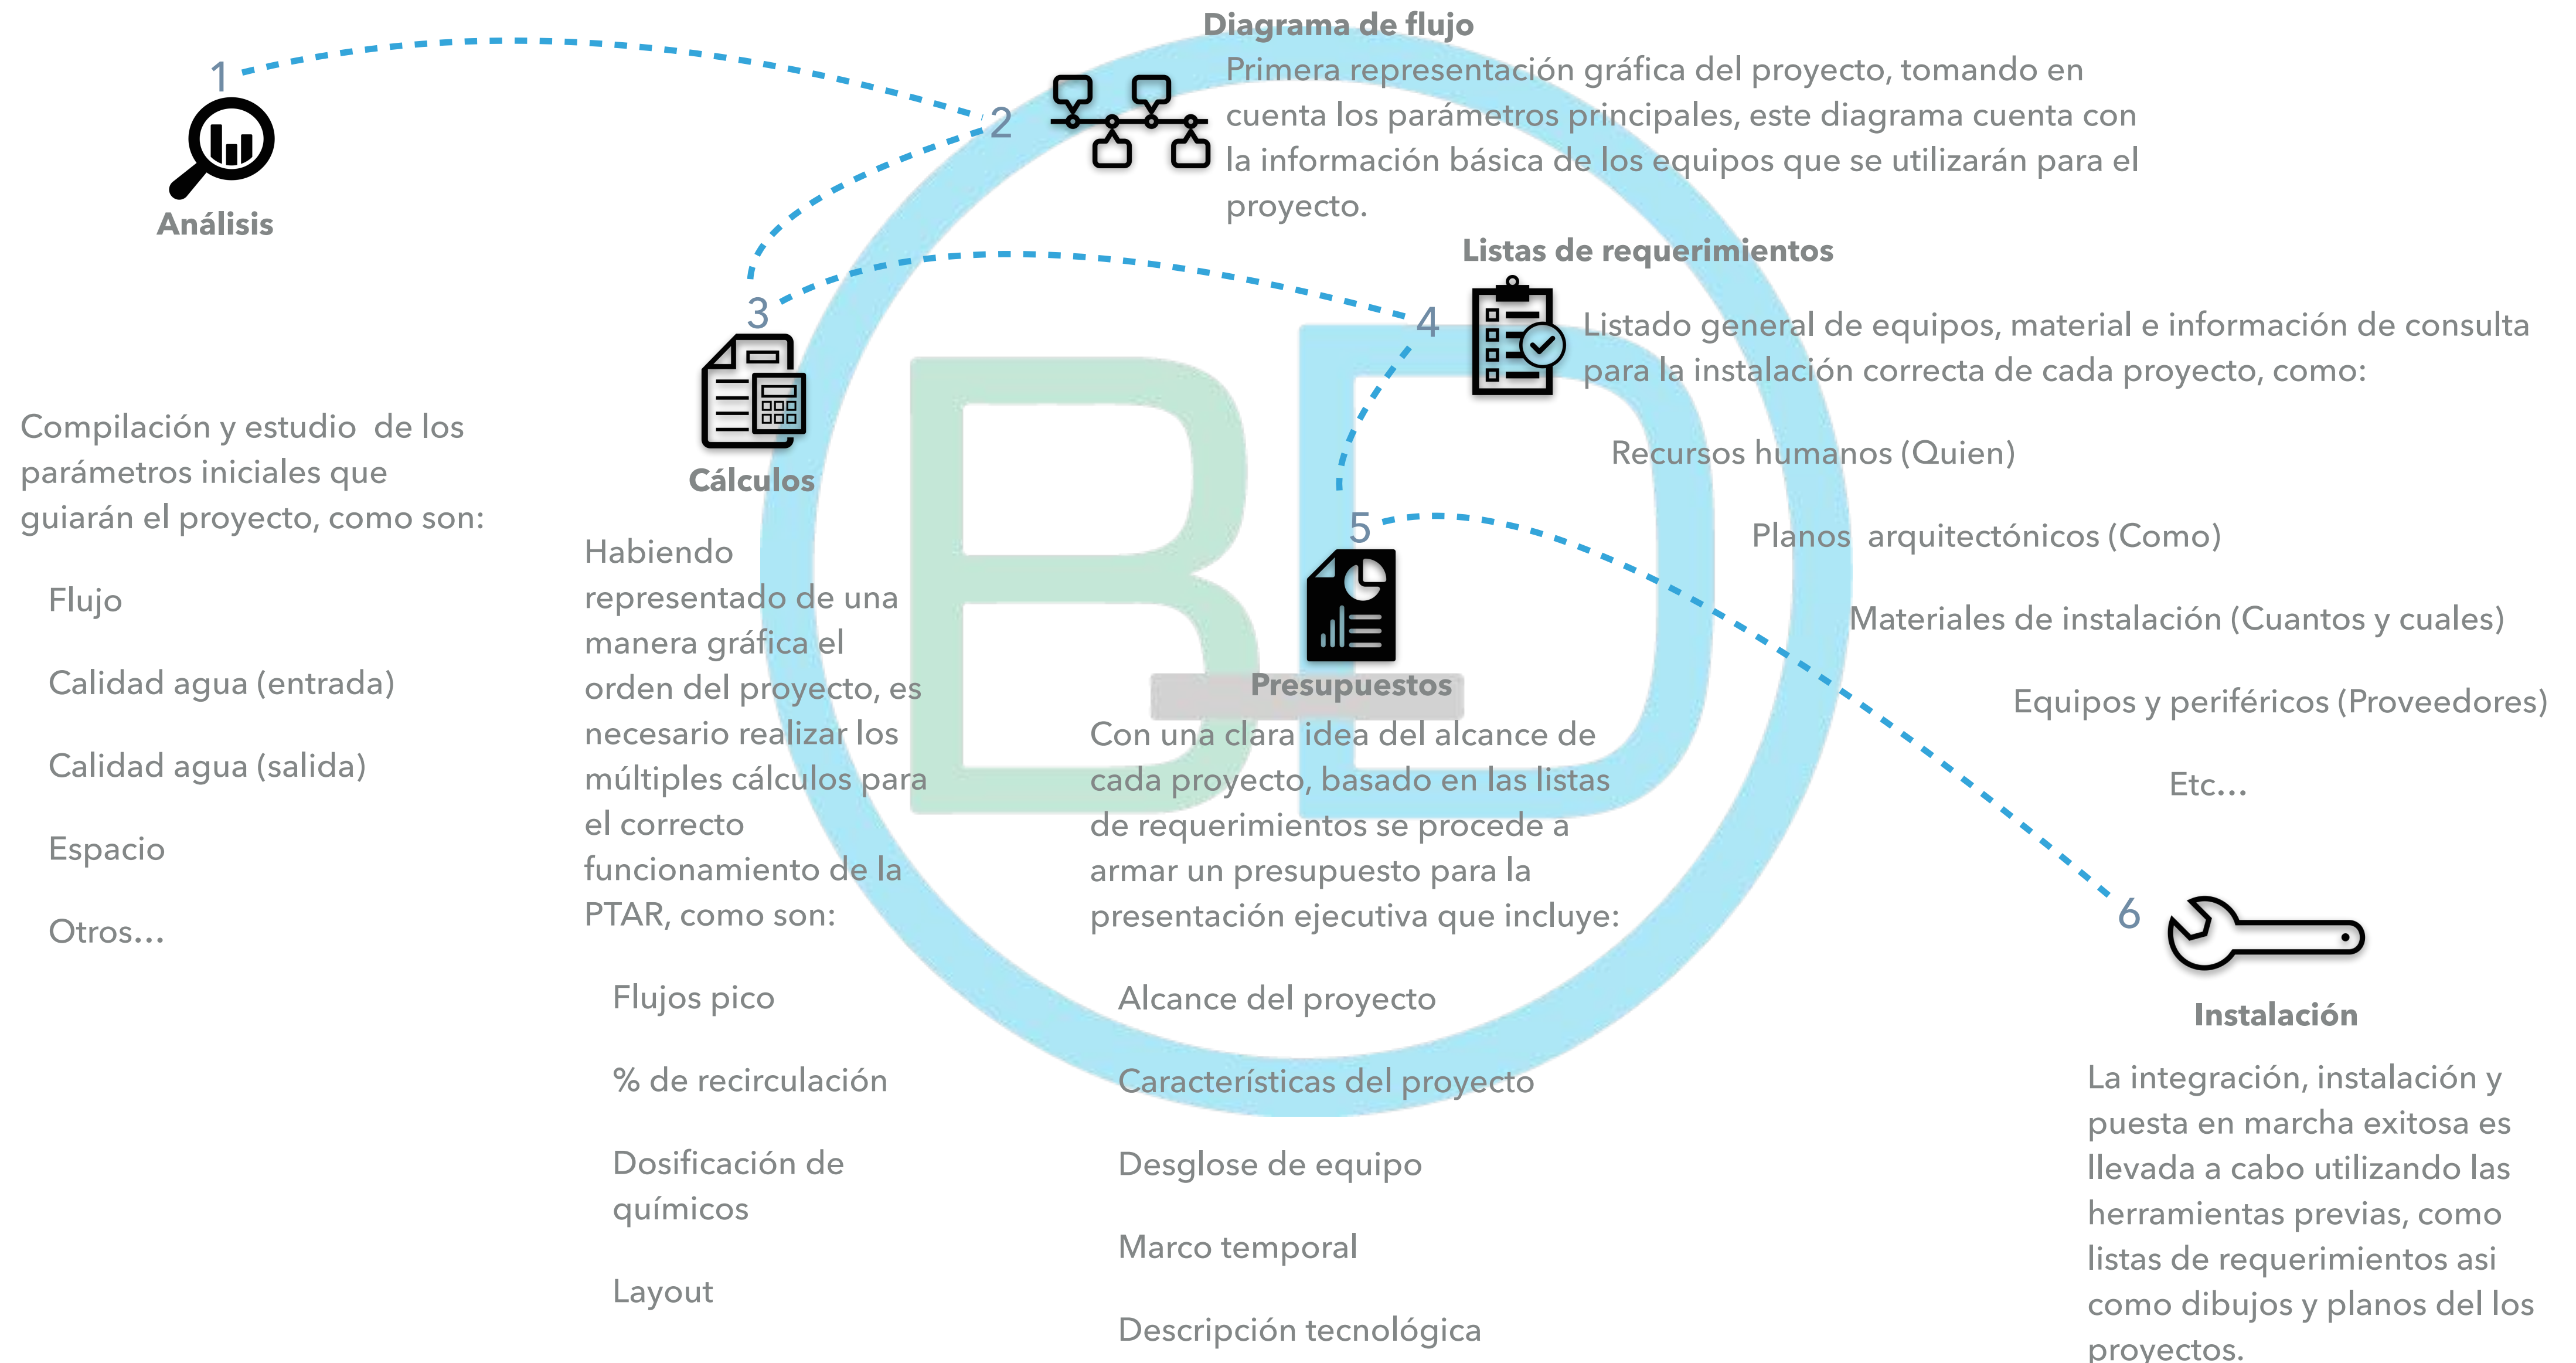 1
Análisis
Compilación y estudio  de los
parámetros iniciales que
guiarán el proyecto, como son:
Flujo
Calidad agua (entrada)
Calidad agua (salida)
Espacio
Otros...
2
Diagrama de flujo
Primera representación gráfica del proyecto, tomando en
cuenta los parámetros principales, este diagrama cuenta con
la información básica de los equipos que se utilizarán para el
proyecto.
3
Cálculos
Habiendo
representado de una
manera gráfica el
orden del proyecto, es
necesario realizar los
múltiples cálculos para
el correcto
funcionamiento de la
PTAR, como son:
Flujos pico
% de recirculación
Dosificación de
químicos
Layout
4
Listas de requerimientos
Listado general de equipos, material e información de consulta
para la instalación correcta de cada proyecto, como:
Recursos humanos (Quien)
Planos  arquitectónicos (Como)
Materiales de instalación (Cuantos y cuales)
Equipos y periféricos (Proveedores)
Etc...
5
Presupuestos
Con una clara idea del alcance de
cada proyecto, basado en las listas
de requerimientos se procede a
armar un presupuesto para la
presentación ejecutiva que incluye:
Alcance del proyecto
Características del proyecto
Desglose de equipo
Marco temporal
Descripción tecnológica
6
Instalación
La integración, instalación y
puesta en marcha exitosa es
llevada a cabo utilizando las
herramientas previas, como
listas de requerimientos asi
como dibujos y planos del los
proyectos.
BD